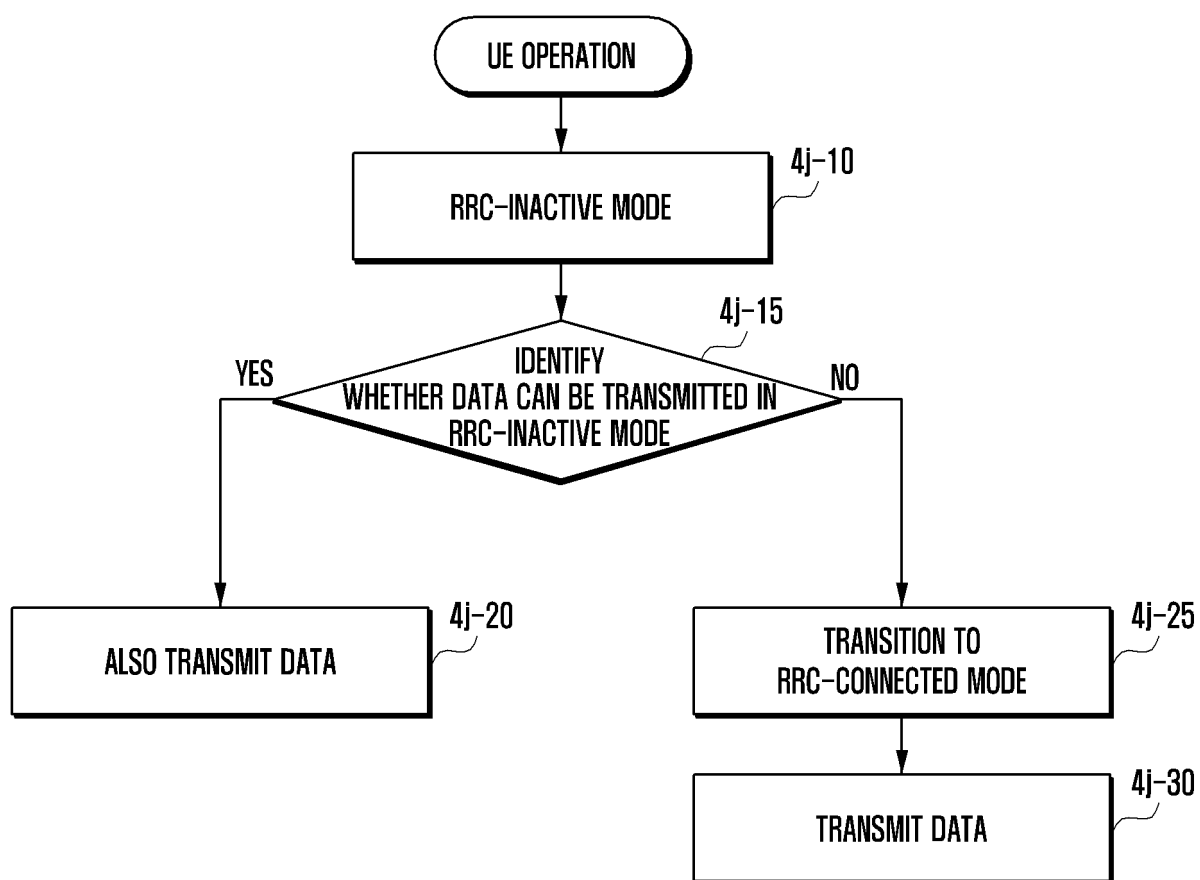 UE OPERATION
4j-10
RRC-INACTIVE MODE
4j-15
IDENTIFY
WHETHER DATA CAN BE TRANSMITTED IN
RRC-INACTIVE MODE
YES
NO
4j-20
ALSO TRANSMIT DATA
4j-25
TRANSITION TO
RRC-CONNECTED MODE
4j-30
TRANSMIT DATA